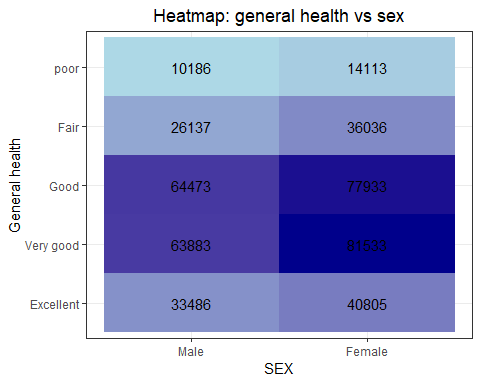 Heatmap: general health vs sex
General health
poor 10186 14113
Fair 26137 36036
Good 64473 77933
Very good 63883
Excellent 33486 40805
Male Female
SEX